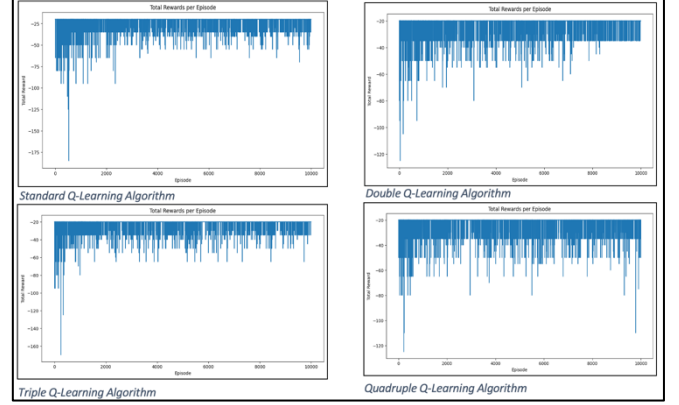 Total Rewards per Episode
Total Reward
−25
−50
−75
−100
−125
−150
−175
0 2000 4000 6000 8000 10000
Episode
Standard Q-Learning Algorithm
Total Rewards per Episode
Total Reward
−20
−40
−60
−80
−100
−120
0 2000 4000 6000 8000 10000
Episode
Double Q-Learning Algorithm
Total Rewards per Episode
Total Reward
−20
−40
−60
−80
−100
−120
−140
−160
0 2000 4000 6000 8000 10000
Episode
Triple Q-Learning Algorithm
Total Rewards per Episode
Total Reward
−20
−40
−60
−80
−100
−120
0 2000 4000 6000 8000 10000
Episode
Quadruple Q-Learning Algorithm